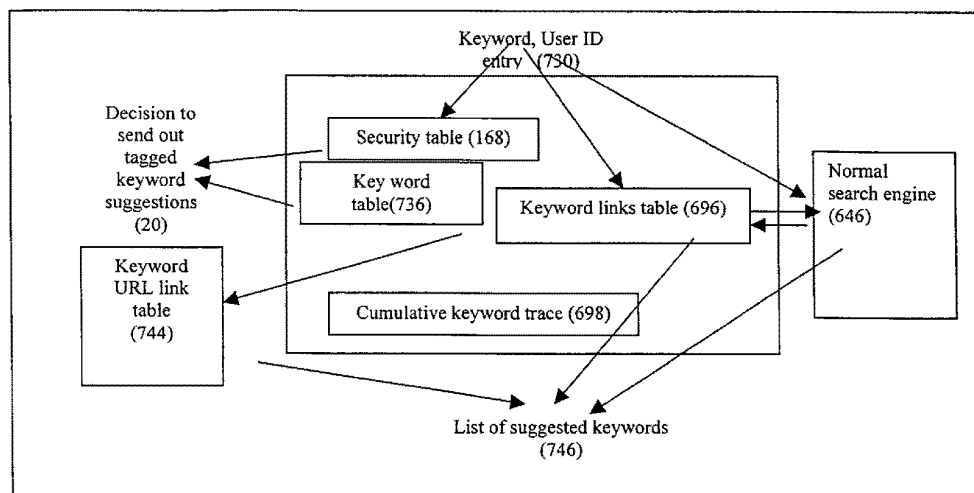 Keyword, User ID
entry (730)
Decision to
send out
tagged
keyword
suggestions
(20)
Security table (168)
Key word
table(736)
Keyword links table (696)
Normal
search engine
(646)
Keyword
URL link
table
(744)
Cumulative keyword trace (698)
List of suggested keywords
(746)